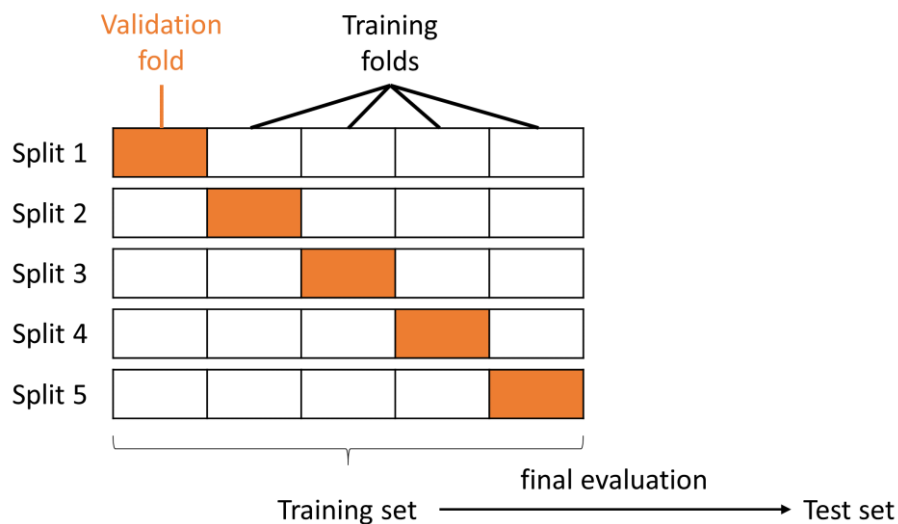 Validation
fold
Training
folds
Split 1
Split 2
Split 3
Split 4
Split 5
final evaluation
Training set
Test set